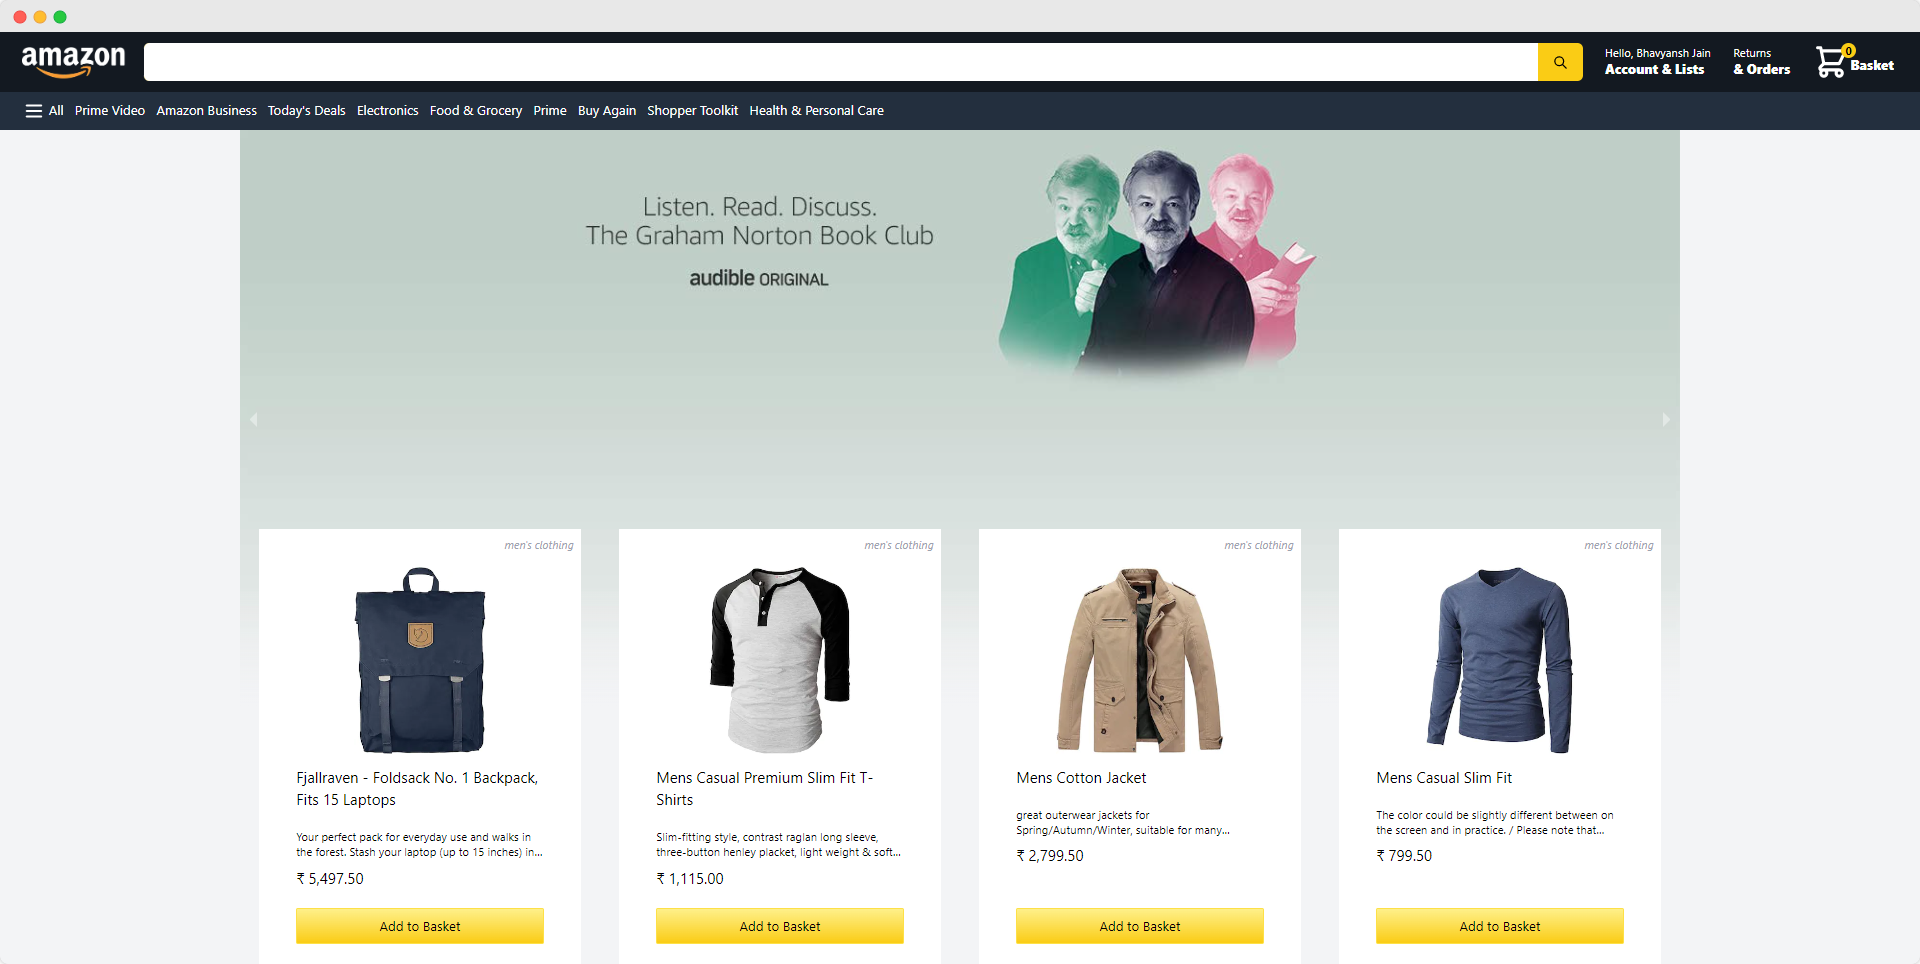 amazon
Hello, Bhavyansh Jain
Account & Lists
Returns
& Orders
0
Basket
All Prime Video Amazon Business Today's Deals Electronics Food & Grocery Prime Buy Again Shopper Toolkit Health & Personal Care
Listen. Read. Discuss.
The Graham Norton Book Club
audible ORIGINAL
men's clothing
Fjallraven - Foldsack No. 1 Backpack,
Fits 15 Laptops
Your perfect pack for everyday use and walks in
the forest. Stash your laptop (up to 15 inches) in...
₹ 5,497.50
Add to Basket
men's clothing
Mens Casual Premium Slim Fit T-
Shirts
Slim-fitting style, contrast raglan long sleeve,
three-button henley placket, light weight & soft...
₹ 1,115.00
Add to Basket
men's clothing
Mens Cotton Jacket
great outerwear jackets for
Spring/Autumn/Winter, suitable for many...
₹ 2,799.50
Add to Basket
men's clothing
Mens Casual Slim Fit
The color could be slightly different between on
the screen and in practice. / Please note that...
₹ 799.50
Add to Basket